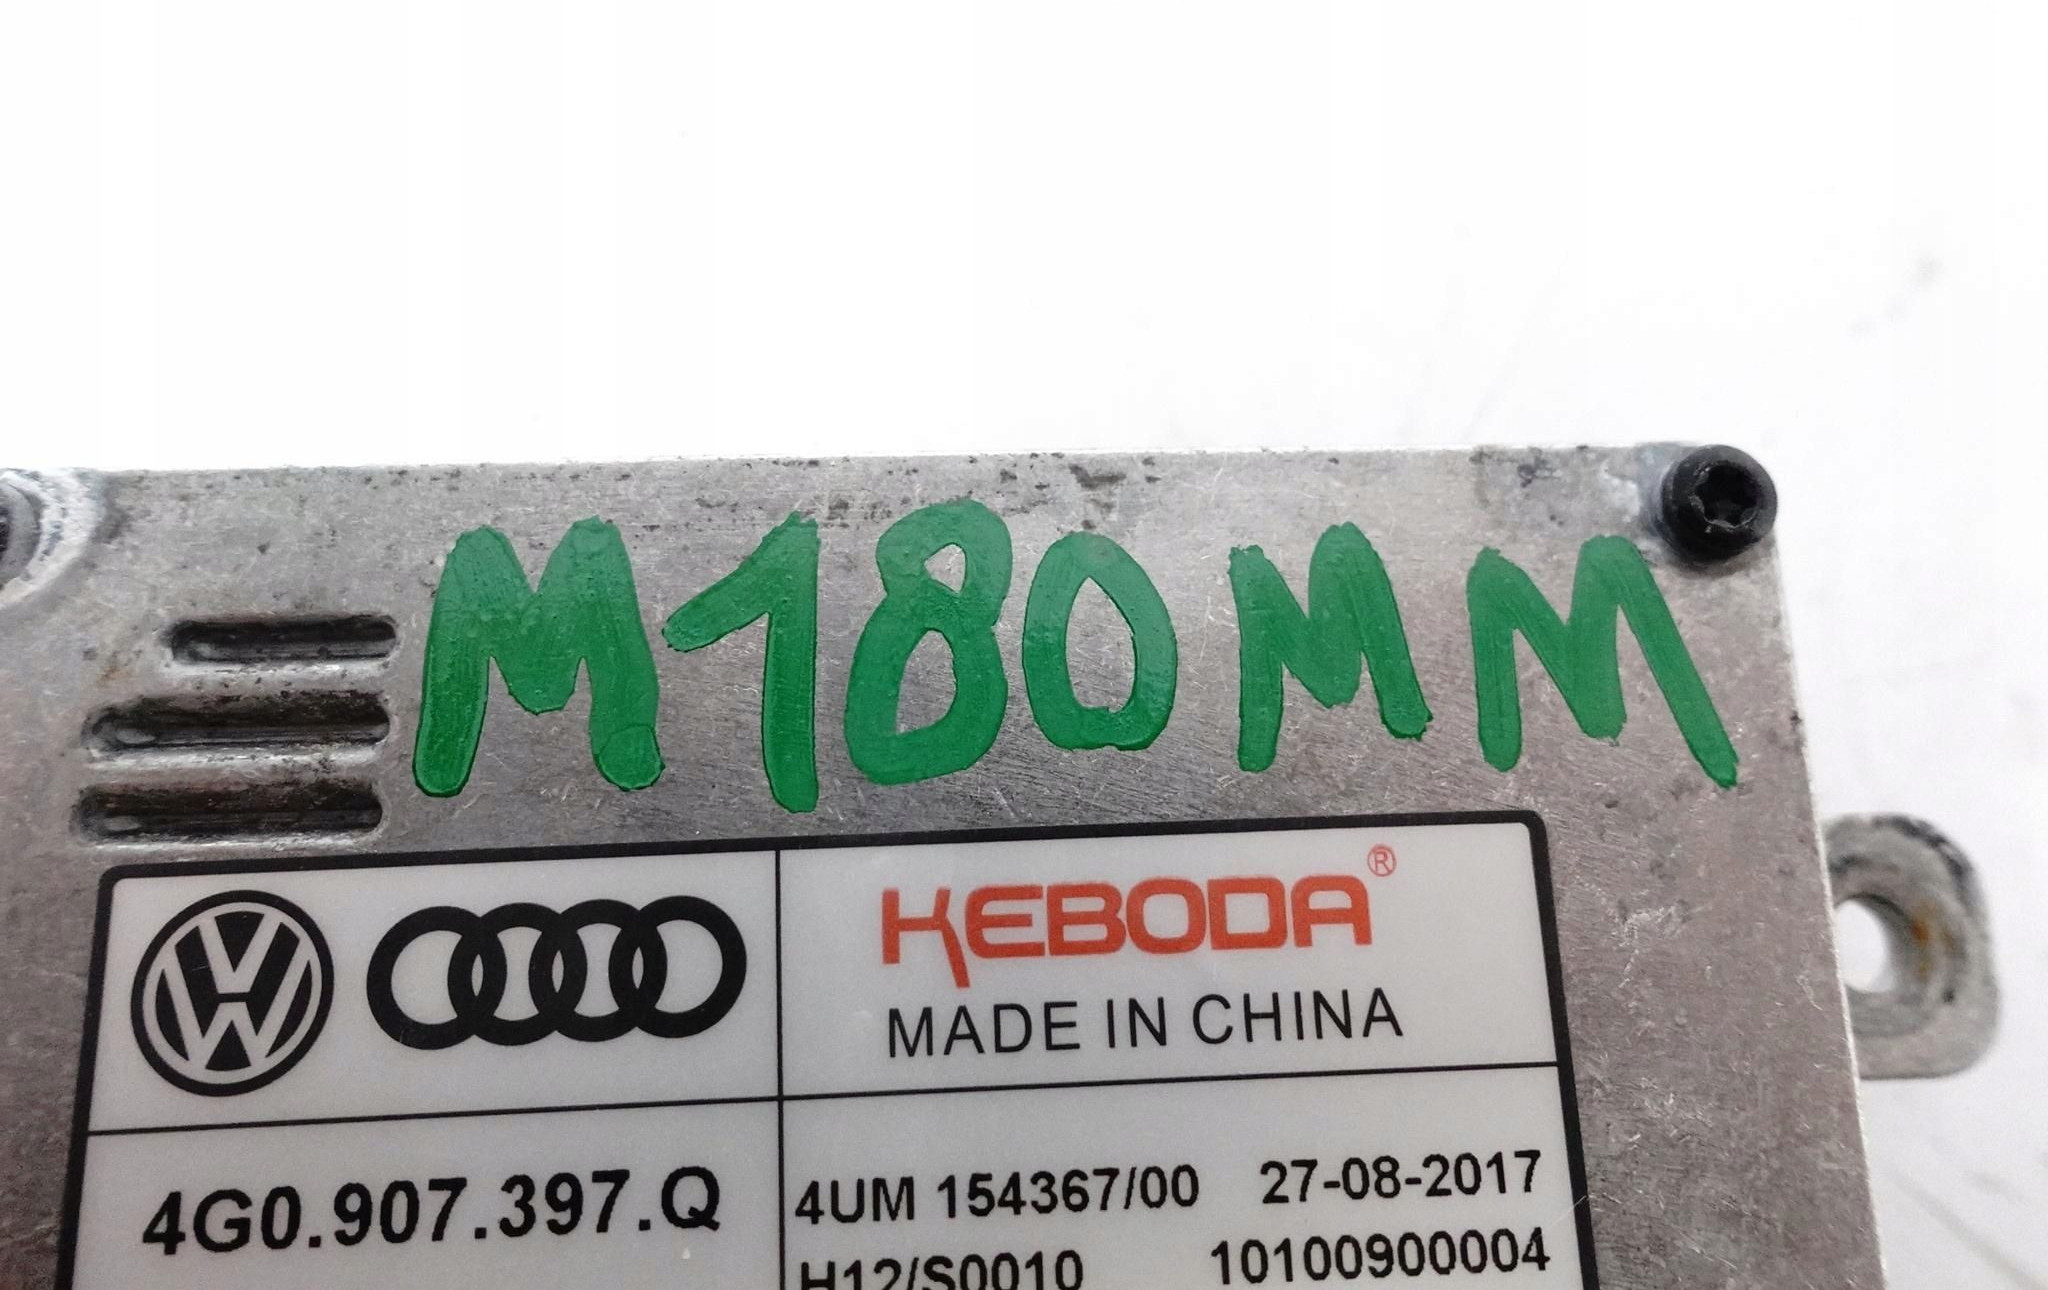 M180MM
KEBODA®
MADE IN CHINA
4G0.907.397.Q
4UM 154367/00 27-08-2017
H12/S0010 10100900004